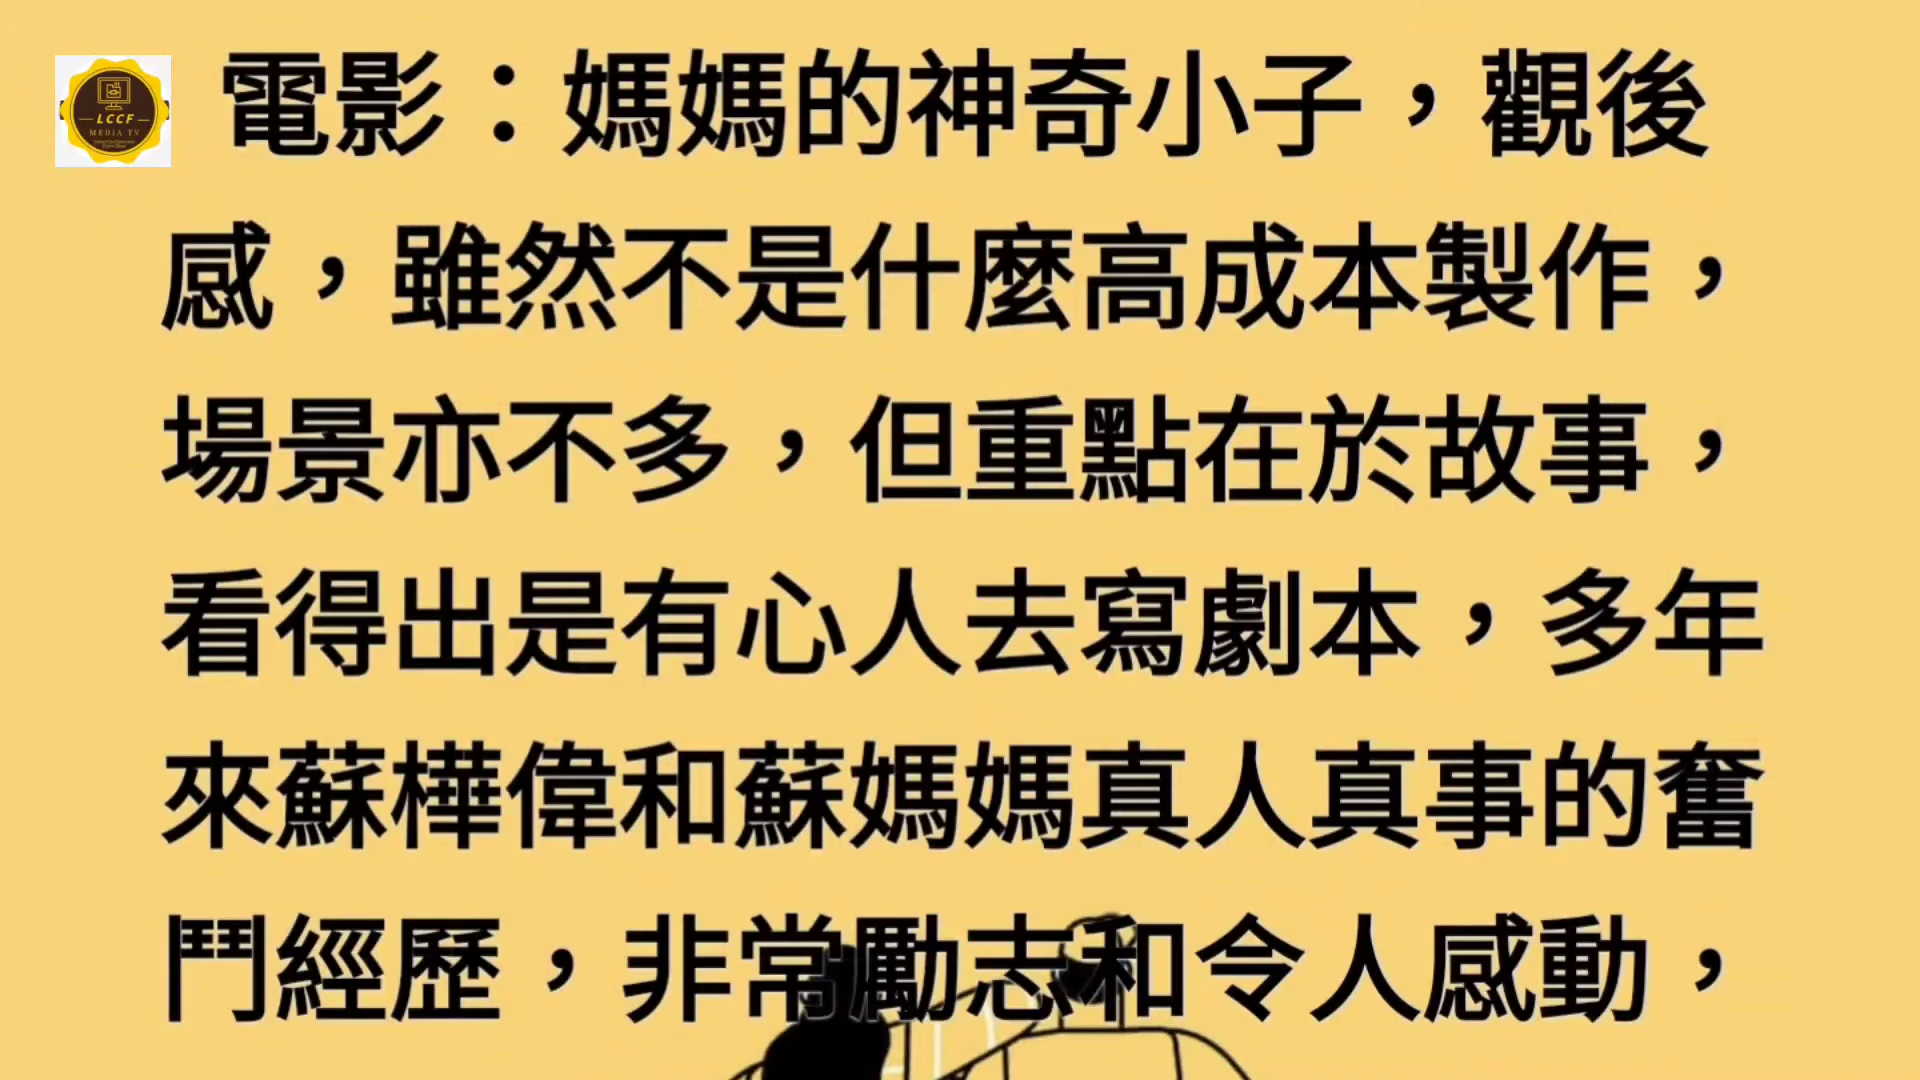 電影：媽媽的神奇小子，觀後
感，雖然不是什麼高成本製作，
場景亦不多，但重點在於故事，
看得出是有心人去寫劇本，多年
來蘇樺偉和蘇媽媽真人真事的奮
鬥經歷，非常勵志和令人感動，
LCCF
MEDIA TV